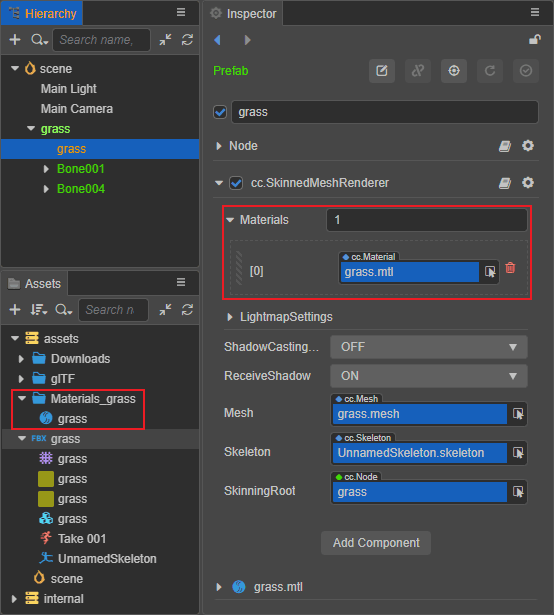 Hierarchy
Search name,
scene
Main Light
Main Camera
grass
grass
Bone001
Bone004
Assets
Search n
assets
Downloads
glTF
Materials_grass
grass
FBX grass
grass
grass
grass
grass
Take 001
UnnamedSkeleton
scene
internal
Inspector
Prefab
grass
Node
cc.SkinnedMeshRenderer
Materials 1
cc.Material
[0] grass.mtl
LightmapSettings
ShadowCasting... OFF
ReceiveShadow ON
cc.Mesh
Mesh grass.mesh
cc.Skeleton
Skeleton UnnamedSkeleton.skeleton
cc.Node
SkinningRoot grass
Add Component
grass.mtl